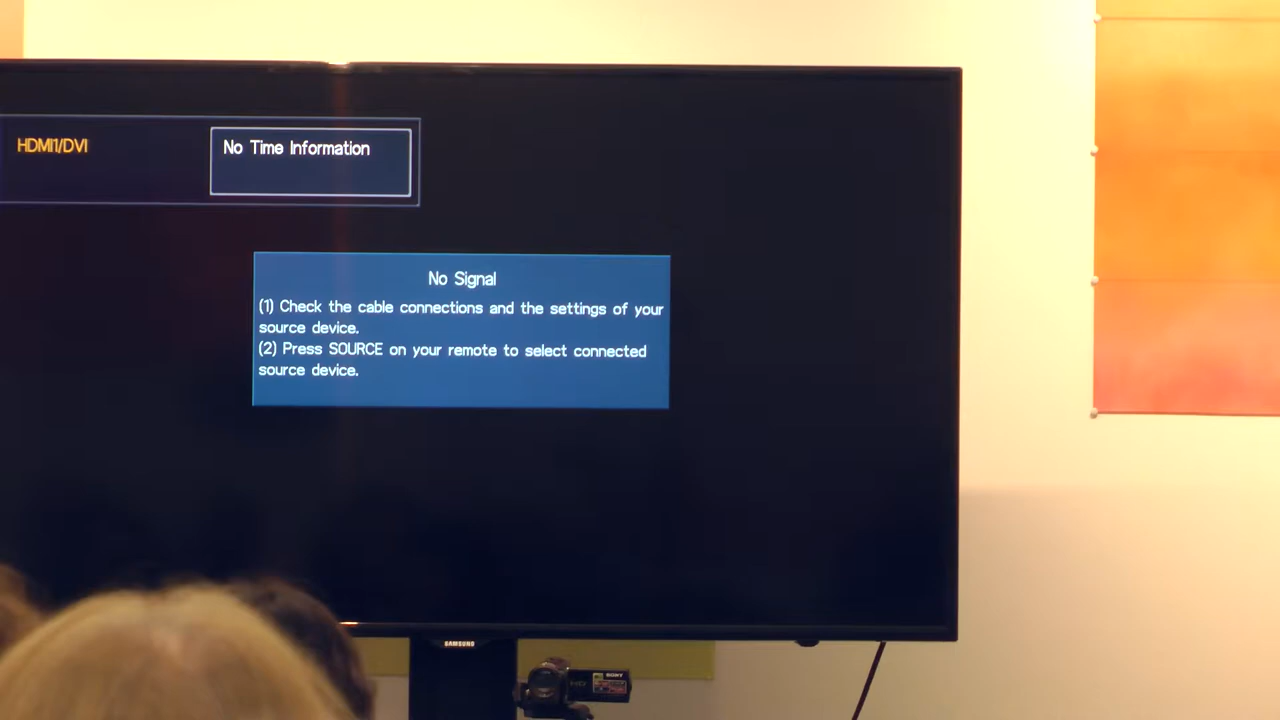 HDMI1/DVI
No Time Information
No Signal
(1) Check the cable connections and the settings of your
source device.
(2) Press SOURCE on your remote to select connected
source device.
SAMSUNG
SONY